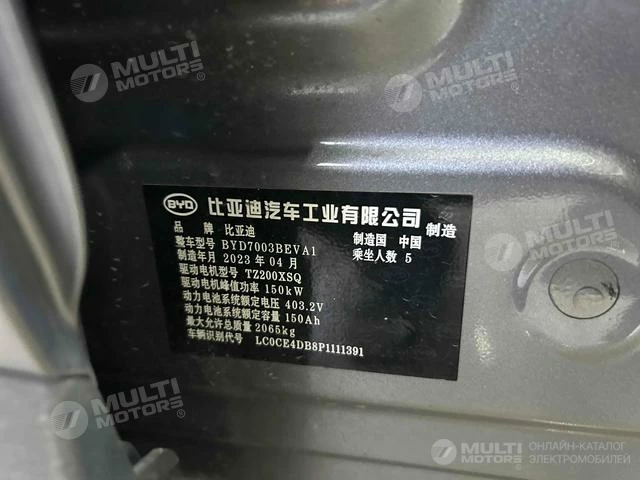 MULTI
MOTORS
MULTI
MOTORS
BYD 比亚迪汽车工业有限公司 制造
品 牌 比亚迪 制造国 中国
整车型号 BYD7003BEVA1 乘坐人数 5
制造年月 2023 年 04 月
驱动电机型号 TZ200XSQ
驱动电机峰值功率 150kW
动力电池系统额定电压 403.2V
动力电池系统额定容量 150Ah
最大允许总质量 2065kg
车辆识别代号 LC0CE4DB8P1111391
MULTI
MOTORS
MULTI
MOTORS
ОНЛАЙН-КАТАЛОГ
ЭЛЕКТРОМОБИЛЕЙ